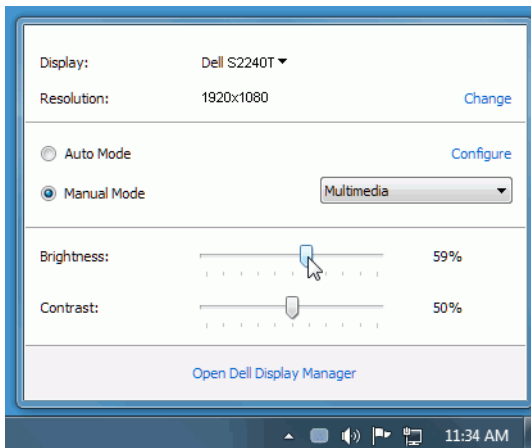 Display: Dell S2240T
Resolution: 1920x1080 Change
Auto Mode Configure
Manual Mode Multimedia
Brightness: 59%
Contrast: 50%
Open Dell Display Manager
11:34 AM